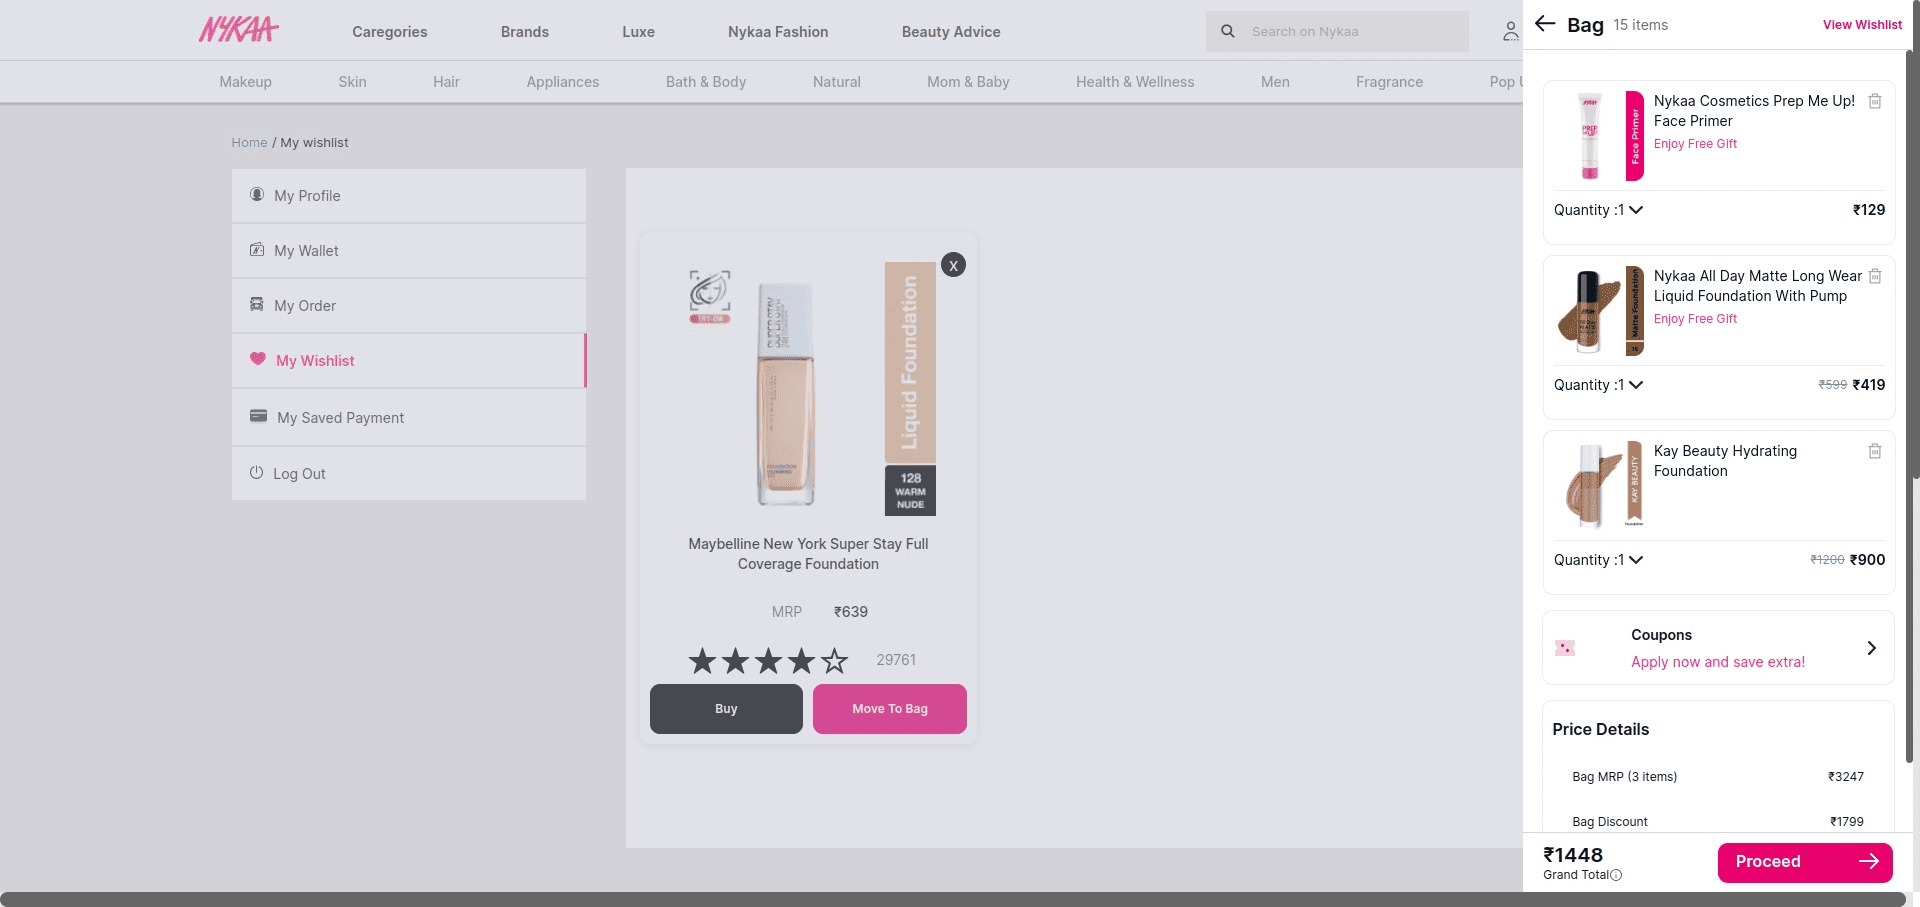 NYKAA
Caregories
Brands
Luxe
Nykaa Fashion
Beauty Advice
Search on Nykaa
Makeup
Skin
Hair
Appliances
Bath & Body
Natural
Mom & Baby
Health & Wellness
Men
Fragrance
Pop
Home / My wishlist
My Profile
My Wallet
My Order
My Wishlist
My Saved Payment
Log Out
X
TRY ON
SUPERSTAY
Liquid Foundation
128
WARM
NUDE
Maybelline New York Super Stay Full
Coverage Foundation
MRP ₹639
29761
Buy
Move To Bag
Bag 15 items
View Wishlist
Face Primer
Nykaa Cosmetics Prep Me Up!
Face Primer
Enjoy Free Gift
Quantity :1
₹129
Matte Foundation
Nykaa All Day Matte Long Wear
Liquid Foundation With Pump
Enjoy Free Gift
Quantity :1
₹599 ₹419
KAY BEAUTY
Kay Beauty Hydrating
Foundation
Quantity :1
₹1200 ₹900
Coupons
Apply now and save extra!
Price Details
Bag MRP (3 items) ₹3247
Bag Discount ₹1799
₹1448
Grand Total
Proceed